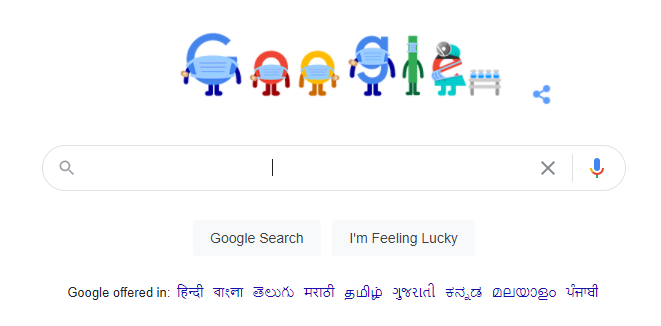 Google
Google Search
I'm Feeling Lucky
Google offered in: हिन्दी বাংলা తెలుగు मराठी தமிழ் ગુજરાતી ಕನ್ನಡ മലയാളം ਪੰਜਾਬੀ